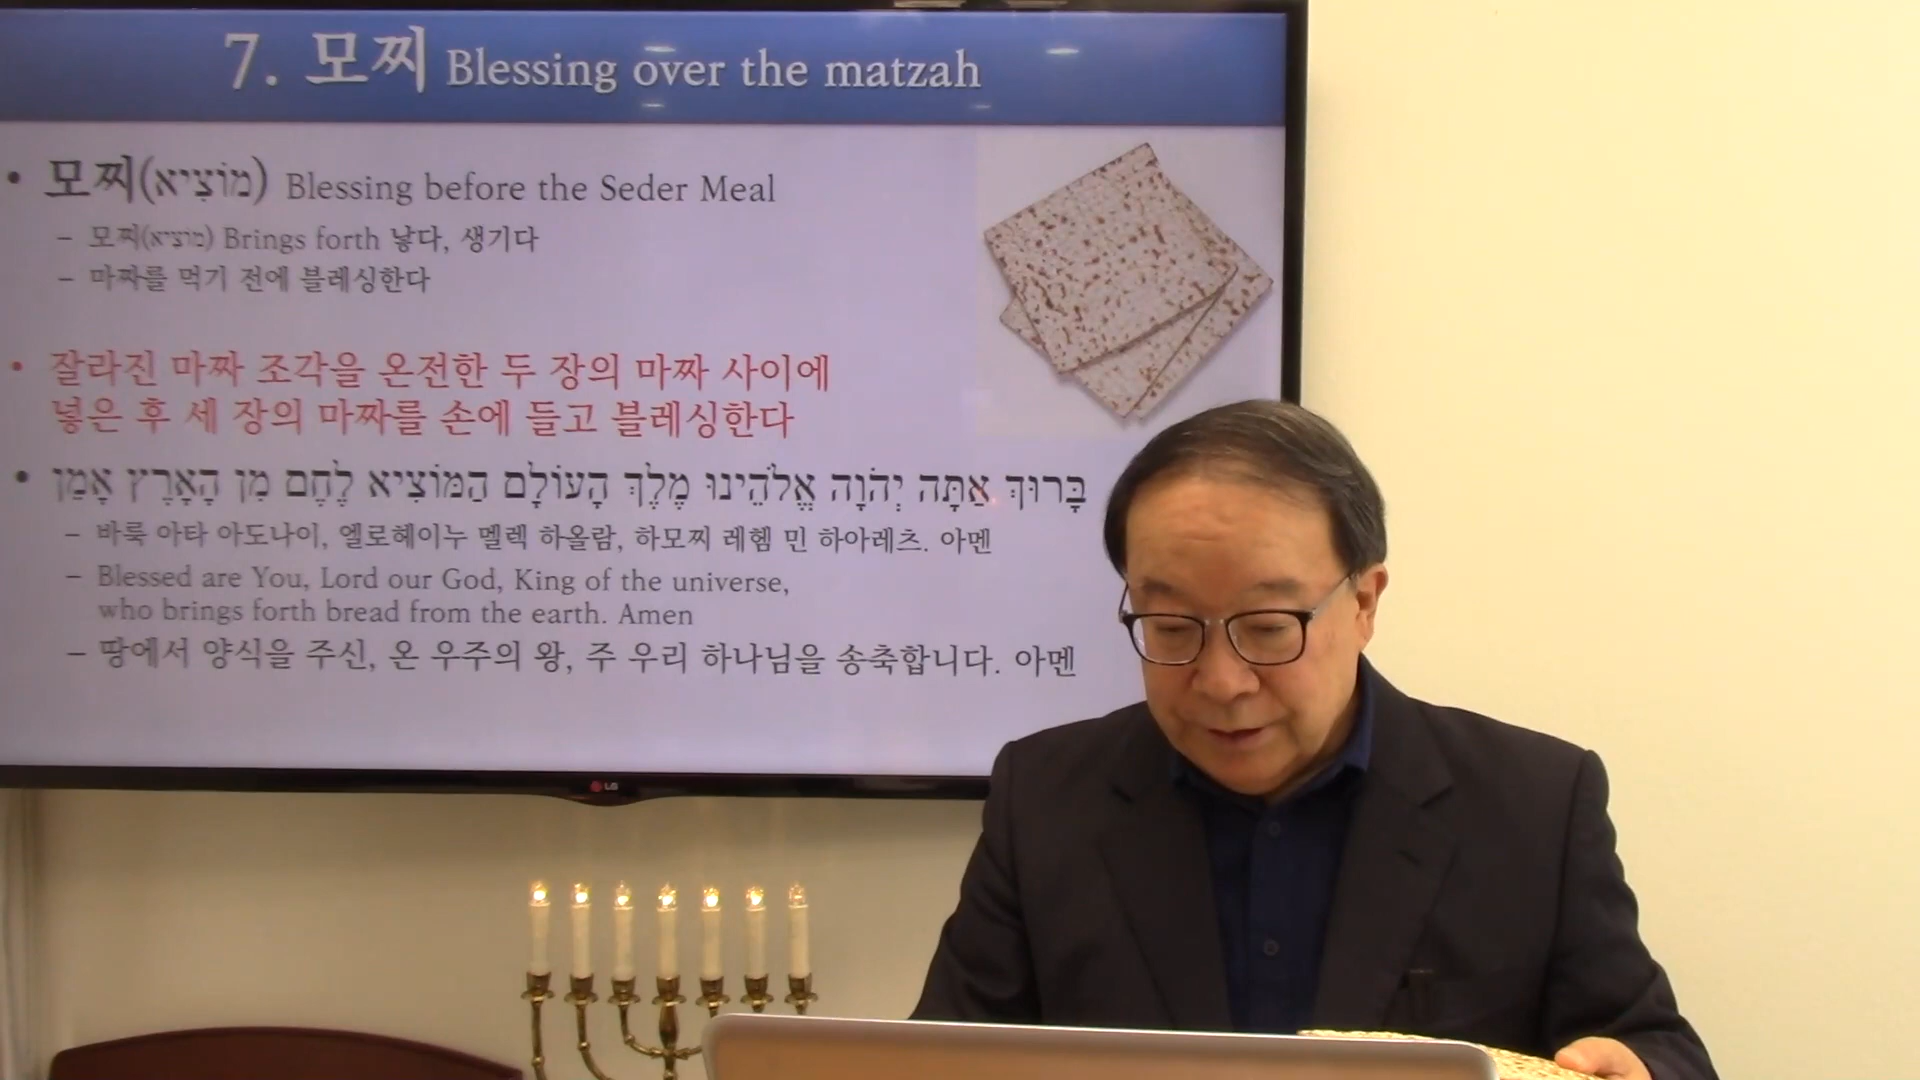 7. 모찌 Blessing over the matzah
• 모찌(מוֹצִיא) Blessing before the Seder Meal
– 모찌(מוציא) Brings forth 낳다, 생기다
– 마짜를 먹기 전에 블레싱한다
• 잘라진 마짜 조각을 온전한 두 장의 마짜 사이에
넣은 후 세 장의 마짜를 손에 들고 블레싱한다
• בָּרוּךְ אַתָּה יְהֹוָה אֱלֹהֵינוּ מֶלֶךְ הָעוֹלָם הַמּוֹצִיא לֶחֶם מִן הָאָרֶץ אָמֵן
– 바룩 아타 아도나이, 엘로헤이누 멜렉 하올람, 하모찌 레헴 민 하아레츠. 아멘
– Blessed are You, Lord our God, King of the universe,
who brings forth bread from the earth. Amen
– 땅에서 양식을 주신, 온 우주의 왕, 주 우리 하나님을 송축합니다. 아멘
LG